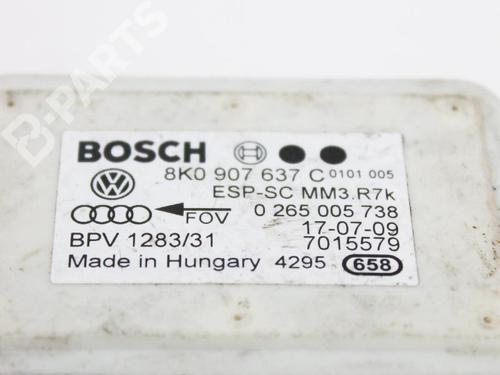 B-PARTS
BOSCH
8K0 907 637 C 0101 005
ESP-SC MM3.R7k
FOV 0 265 005 738
BPV 1283/31 17-07-09
7015579
Made in Hungary 4295 658